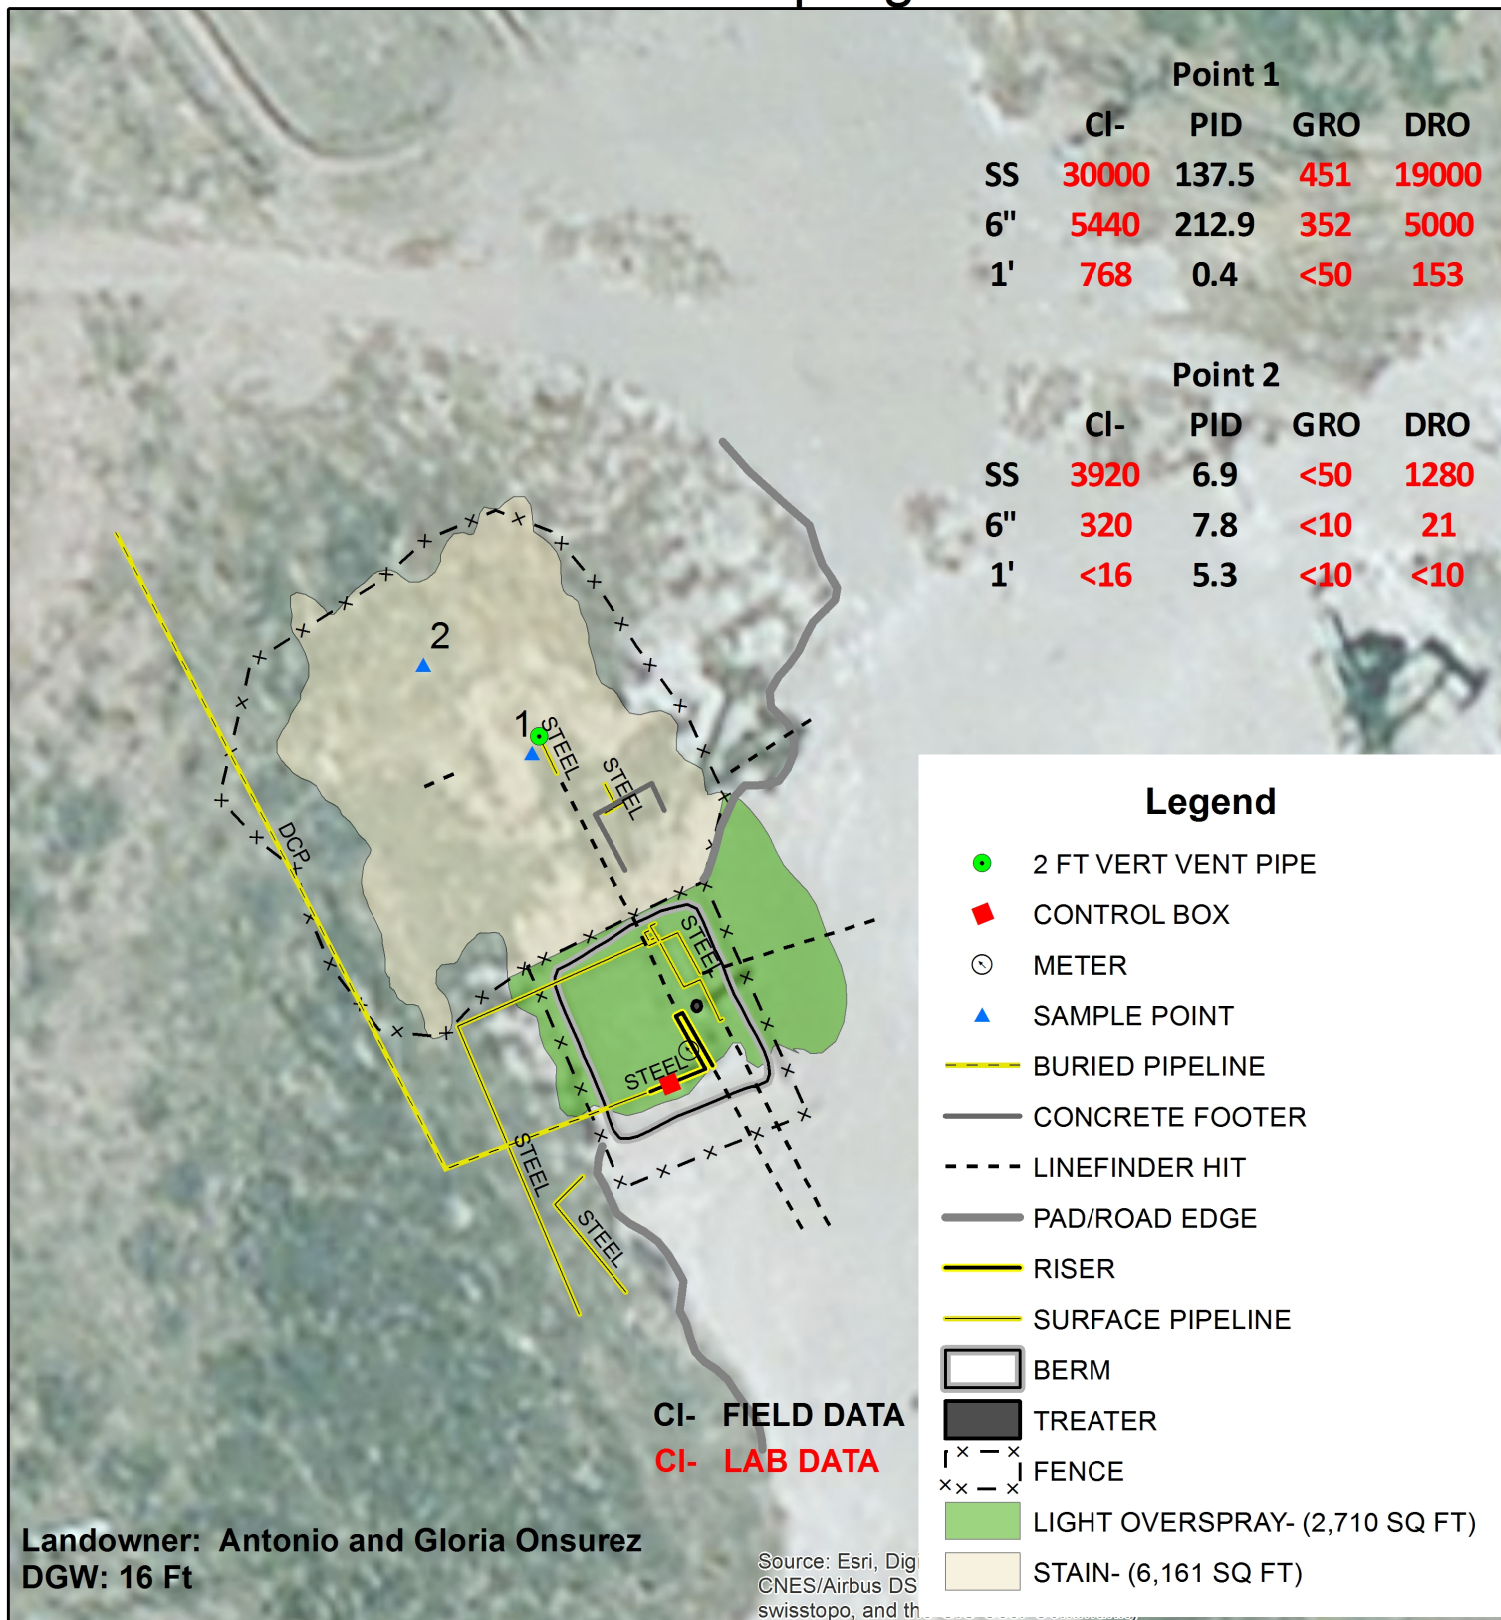 Point 1
Cl- PID GRO DRO
SS 30000 137.5 451 19000
6" 5440 212.9 352 5000
1' 768 0.4 <50 153
Point 2
Cl- PID GRO DRO
SS 3920 6.9 <50 1280
6" 320 7.8 <10 21
1' <16 5.3 <10 <10
2
1
STEEL
STEEL
DCP
STEEL
STEEL
STEEL
STEEL
Legend
2 FT VERT VENT PIPE
CONTROL BOX
METER
SAMPLE POINT
BURIED PIPELINE
CONCRETE FOOTER
LINEFINDER HIT
PAD/ROAD EDGE
RISER
SURFACE PIPELINE
BERM
TREATER
FENCE
LIGHT OVERSPRAY- (2,710 SQ FT)
STAIN- (6,161 SQ FT)
Cl- FIELD DATA
Cl- LAB DATA
Landowner: Antonio and Gloria Onsurez
DGW: 16 Ft
Source: Esri,
CNES/Airbus DS
swisstopo, and